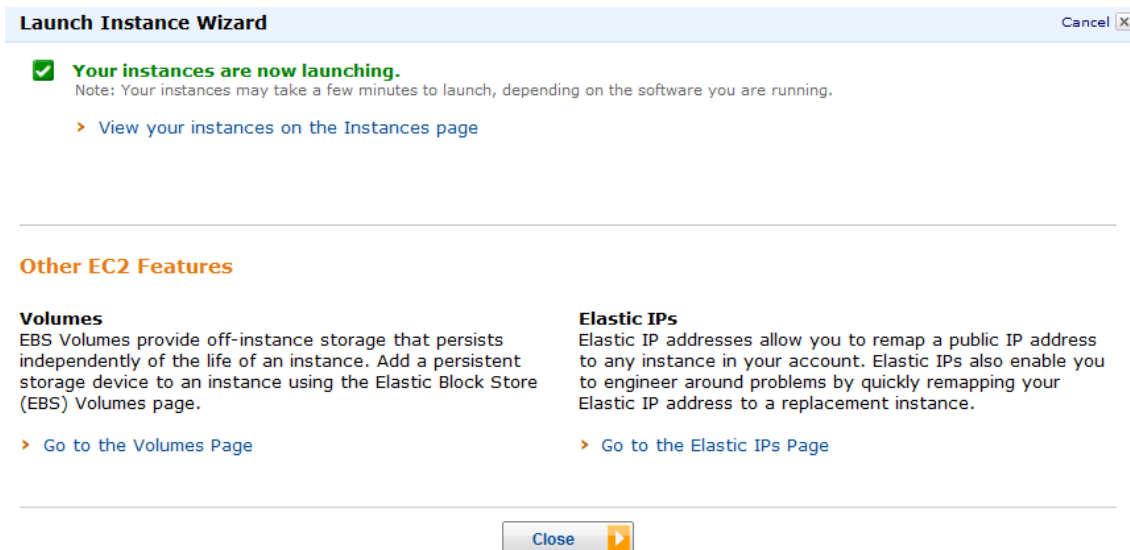 Launch Instance Wizard
Cancel
Your instances are now launching.
Note: Your instances may take a few minutes to launch, depending on the software you are running.
View your instances on the Instances page
Other EC2 Features
Volumes
EBS Volumes provide off-instance storage that persists
independently of the life of an instance. Add a persistent
storage device to an instance using the Elastic Block Store
(EBS) Volumes page.
Go to the Volumes Page
Elastic IPs
Elastic IP addresses allow you to remap a public IP address
to any instance in your account. Elastic IPs also enable you
to engineer around problems by quickly remapping your
Elastic IP address to a replacement instance.
Go to the Elastic IPs Page
Close